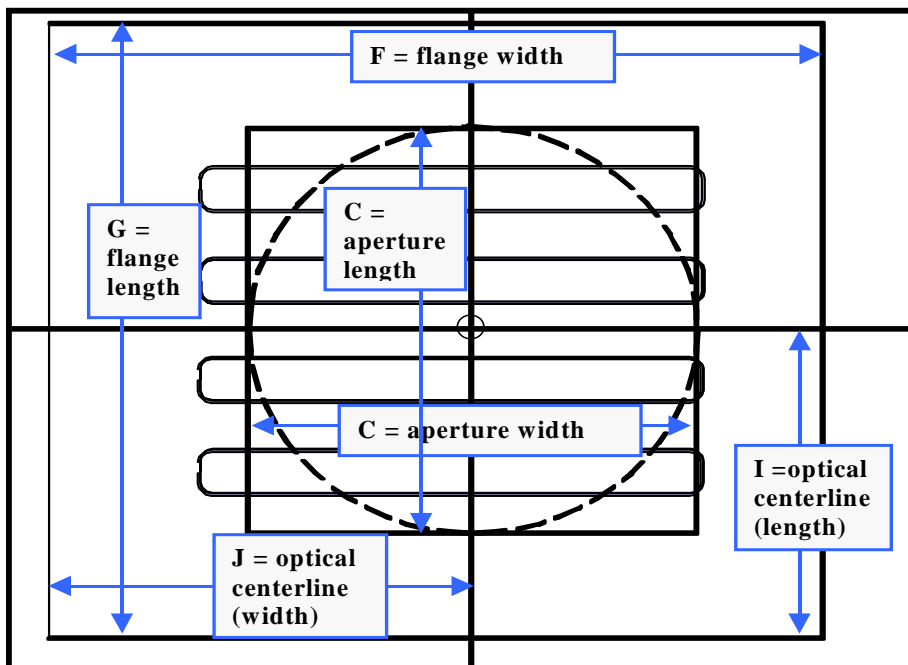 F = flange width
C =
aperture
length
G =
flange
length
C = aperture width
I =optical
centerline
(length)
J = optical
centerline
(width)